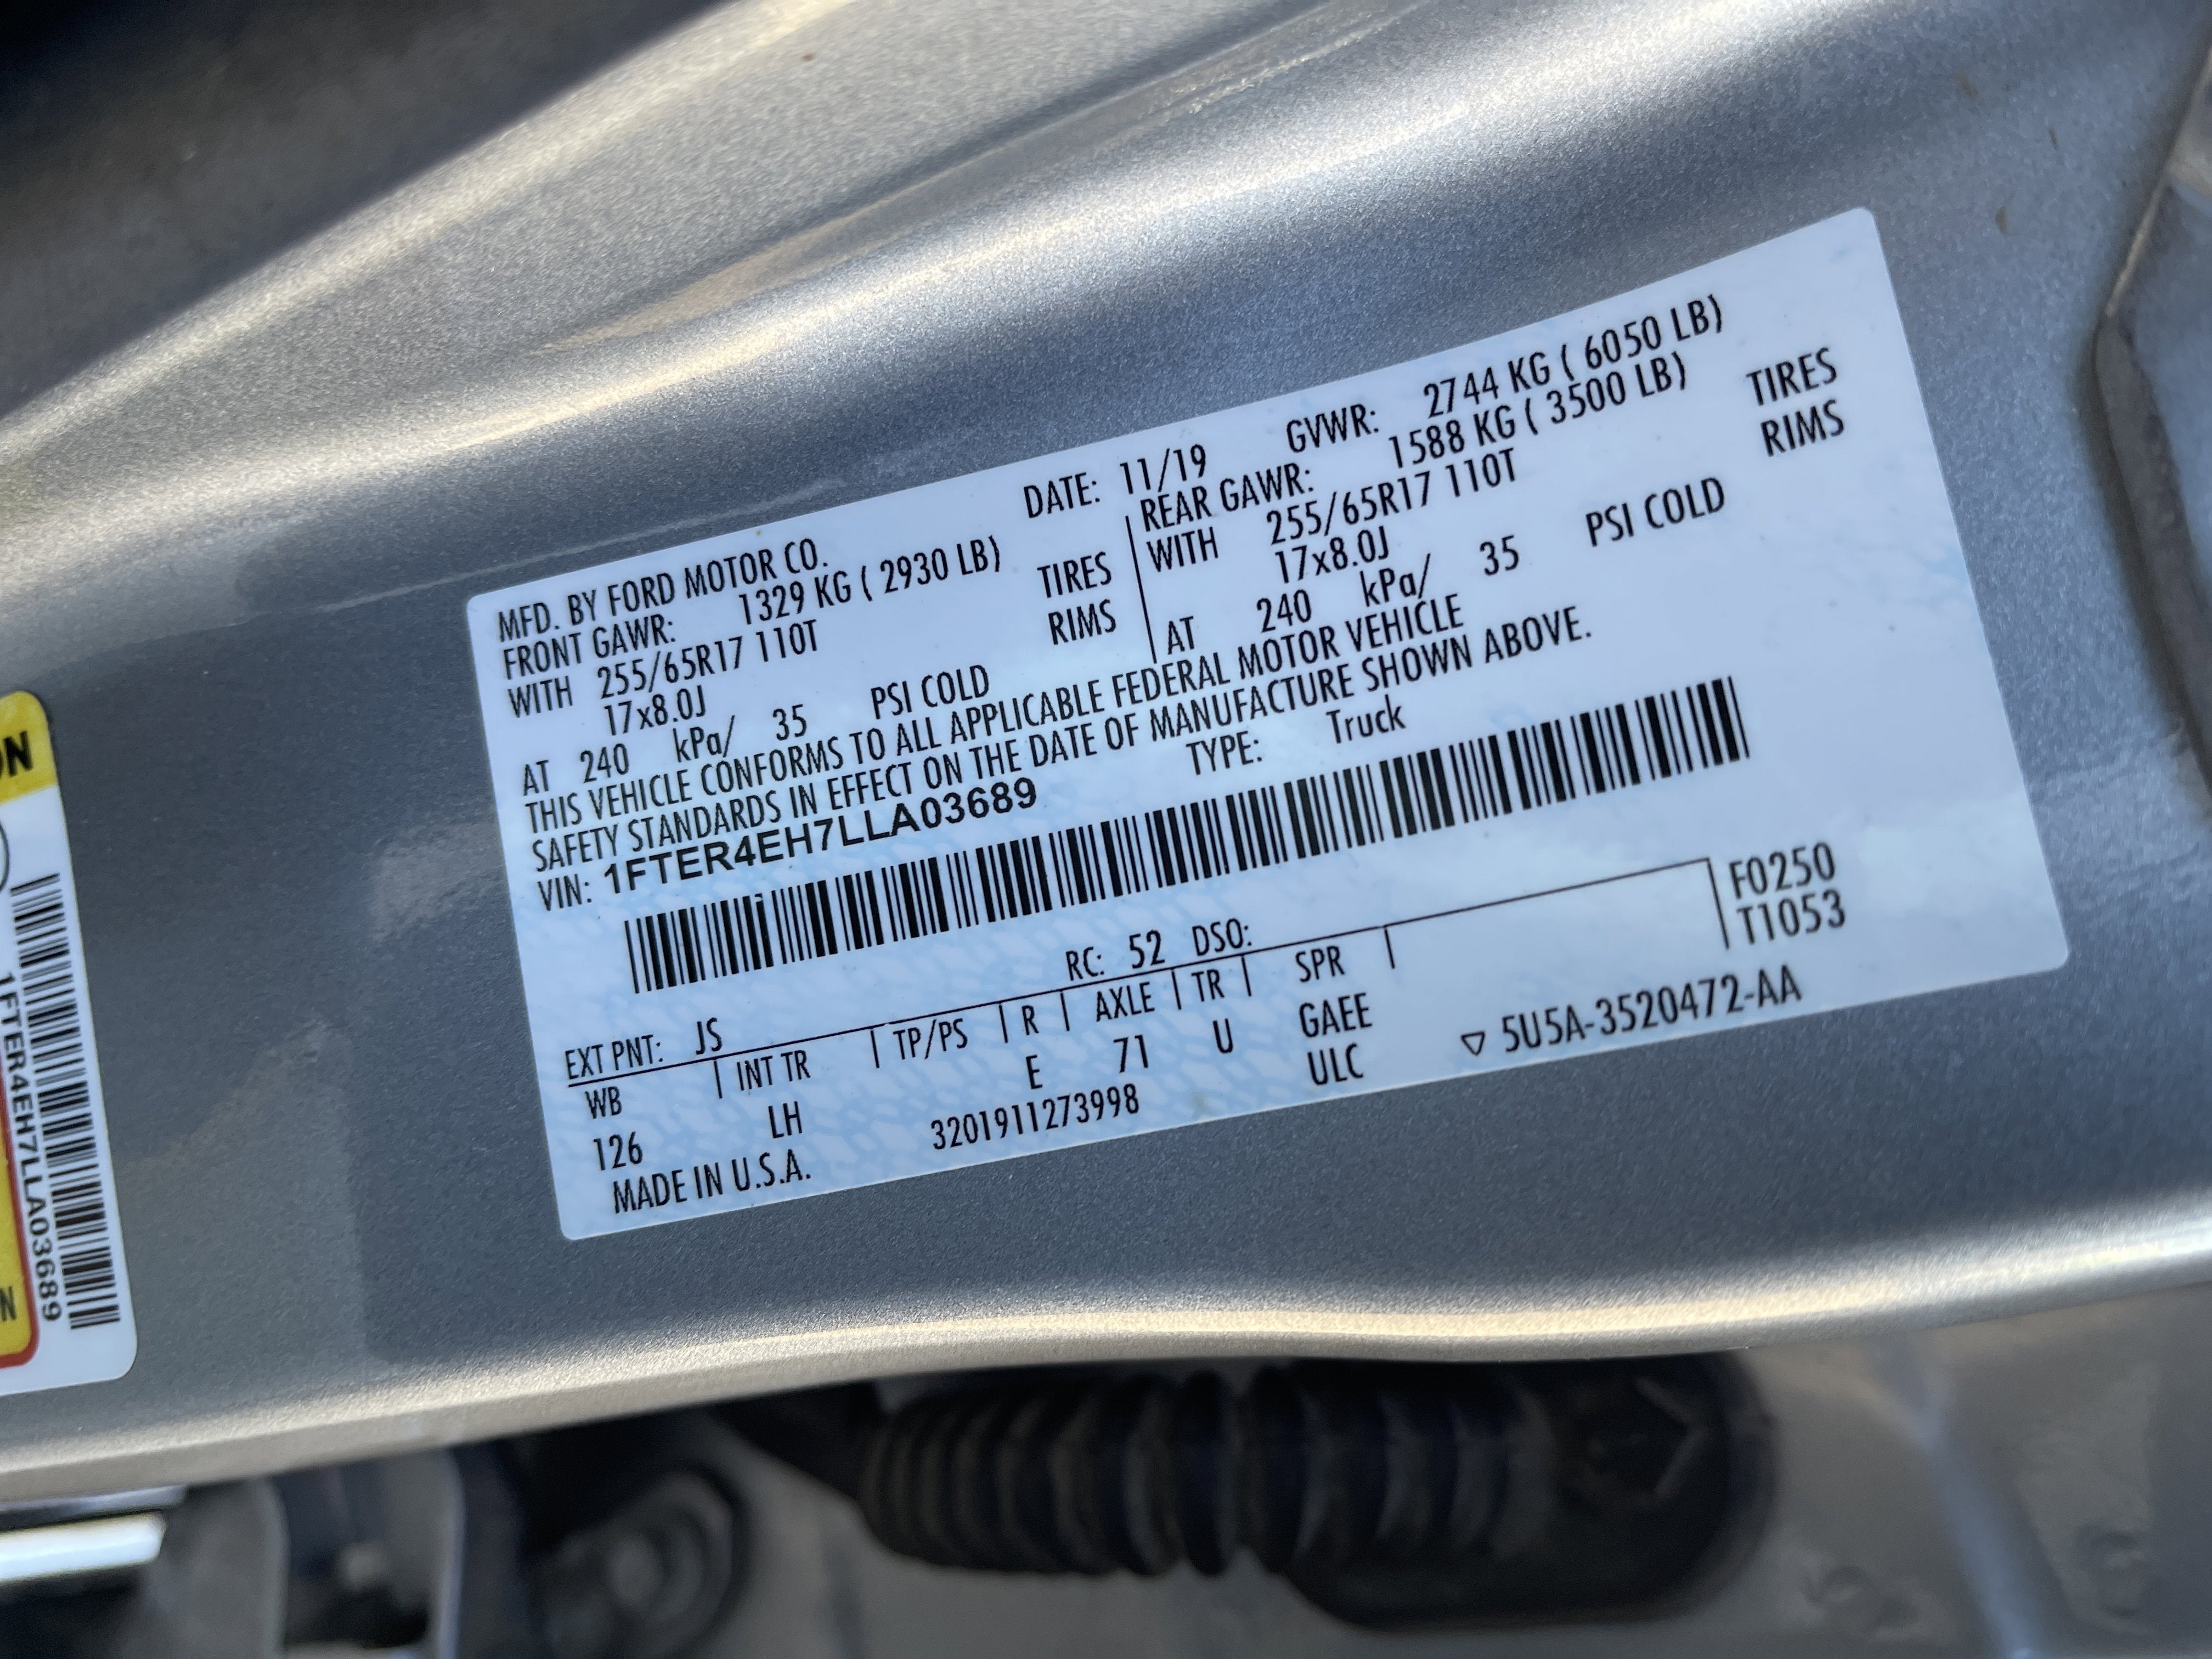 MFD. BY FORD MOTOR CO. DATE: 11/19 GVWR: 2744 KG ( 6050 LB)
FRONT GAWR: 1329 KG ( 2930 LB) REAR GAWR: 1588 KG ( 3500 LB)
WITH 255/65R17 110T TIRES WITH 255/65R17 110T TIRES
17x8.0J RIMS 17x8.0J RIMS
AT 240 kPa/ 35 PSI COLD AT 240 kPa/ 35 PSI COLD
THIS VEHICLE CONFORMS TO ALL APPLICABLE FEDERAL MOTOR VEHICLE
SAFETY STANDARDS IN EFFECT ON THE DATE OF MANUFACTURE SHOWN ABOVE.
VIN: 1FTER4EH7LLA03689 TYPE: Truck
F0250
T1053
EXT PNT: JS RC: 52 DSO:
WB INT TR TP/PS R AXLE TR SPR
126 LH E 71 U GAEE
ULC
MADE IN U.S.A. 3201911273998 ▽ 5U5A-3520472-AA
1FTER4EH7LLA03689